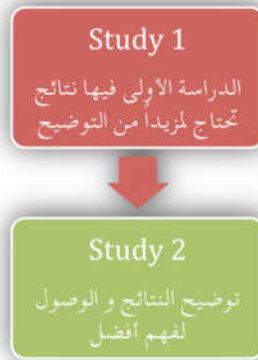 Study 1
الدراسة الأولى فيها نتائج
تحتاج لمزيداً من التوضيح
Study 2
توضيح النتائج و الوصول
لفهم أفضل